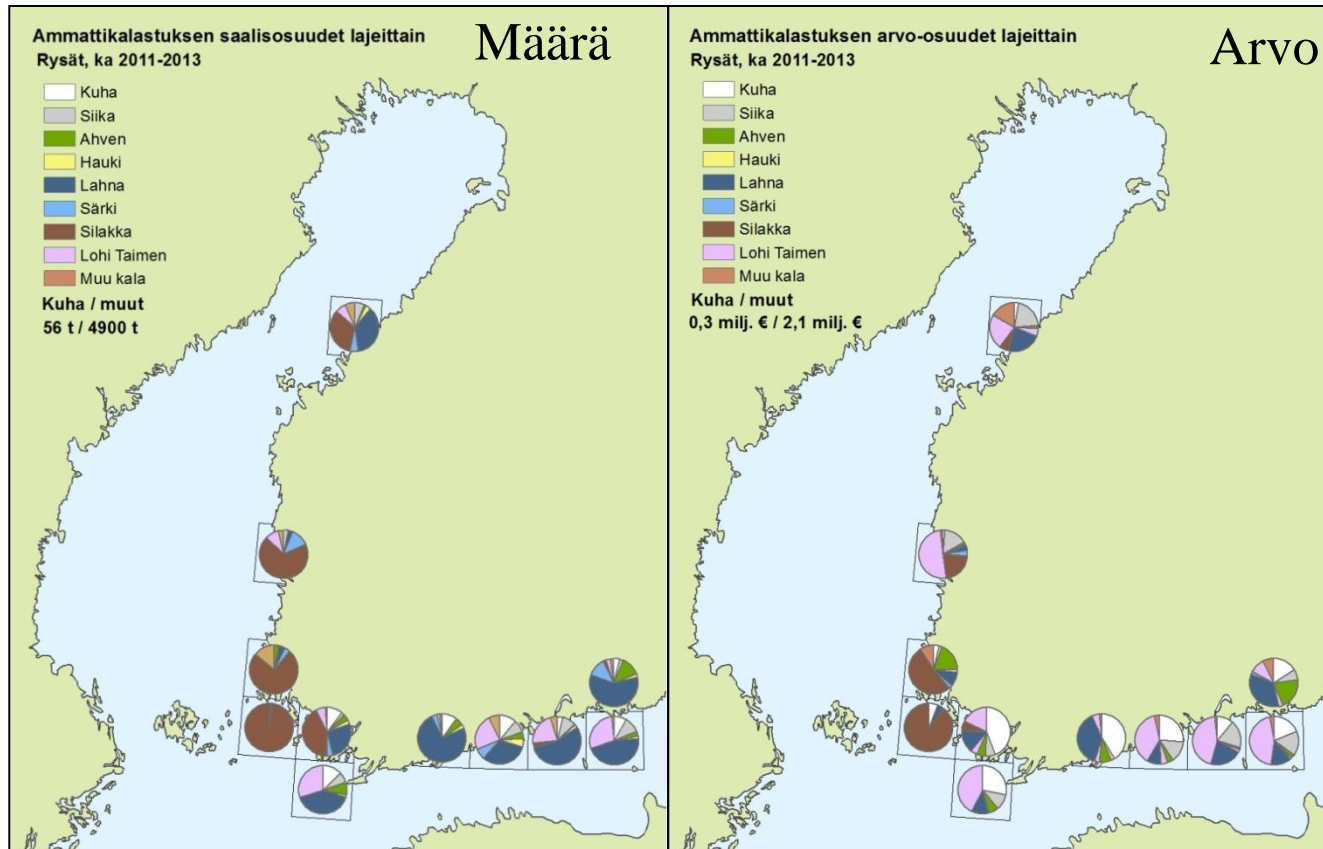 Ammattikalastuksen saalisosuudet lajeittain
Määrä
Rysät, ka 2011-2013
Kuha
Siika
Ahven
Hauki
Lahna
Särki
Silakka
Lohi Taimen
Muu kala
Kuha / muut
56 t / 4900 t
Ammattikalastuksen arvo-osuudet lajeittain
Arvo
Rysät, ka 2011-2013
Kuha
Siika
Ahven
Hauki
Lahna
Särki
Silakka
Lohi Taimen
Muu kala
Kuha / muut
0,3 milj. € / 2,1 milj. €